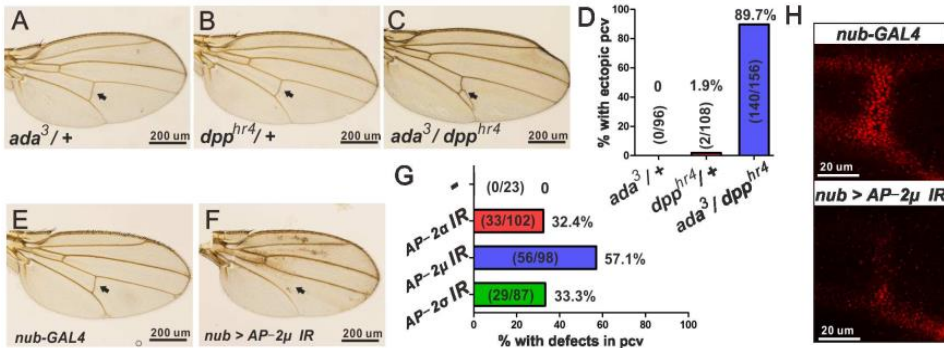 A
ada³/+
200 um
B
dpp^hr4/+
200 um
C
ada³/dpp^hr4
200 um
D
% with ectopic pcv
100
80
60
40
20
0
0
(0/96)
1.9%
(2/108)
89.7%
(140/156)
ada³/+
dpp^hr4/+
ada³/dpp^hr4
E
nub-GAL4
200 um
F
nub > AP-2μ IR
200 um
G
-
(0/23) 0
AP-2α IR
(33/102) 32.4%
AP-2μ IR
(56/98) 57.1%
AP-2σ IR
(29/87) 33.3%
0 20 40 60 80 100
% with defects in pcv
H
nub-GAL4
20 um
nub > AP-2μ IR
20 um